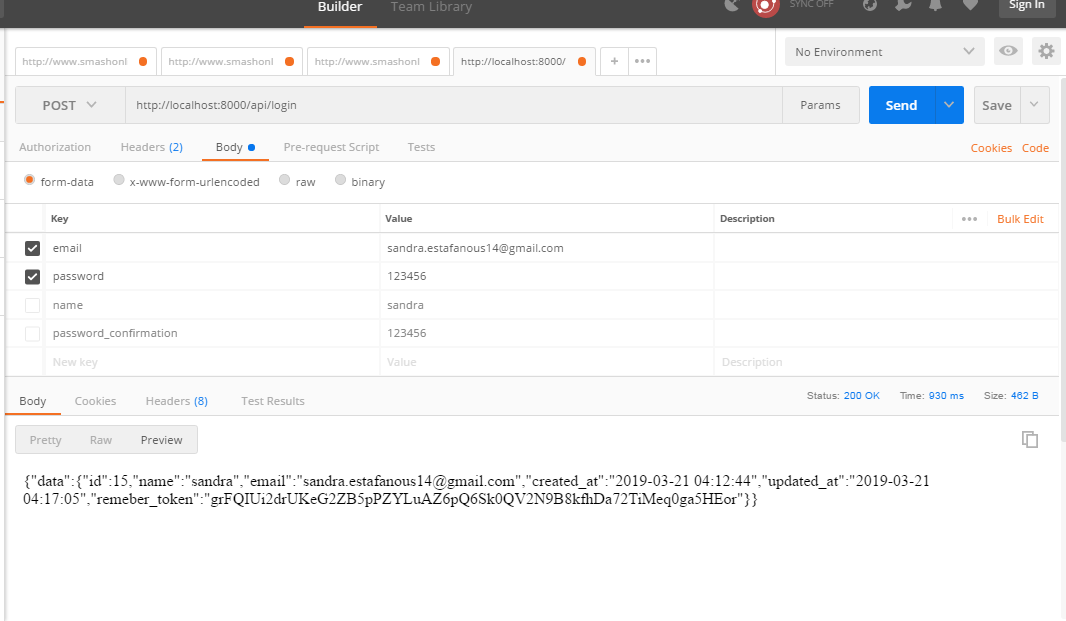 Builder Team Library SYNC OFF Sign In
http://www.smashonl http://www.smashonl http://www.smashonl http://localhost:8000/ + ••• No Environment
POST http://localhost:8000/api/login Params Send Save
Authorization Headers (2) Body Pre-request Script Tests Cookies Code
form-data x-www-form-urlencoded raw binary
Key Value Description ••• Bulk Edit
email sandra.estafanous14@gmail.com
password 123456
name sandra
password_confirmation 123456
New key Value Description
Body Cookies Headers (8) Test Results Status: 200 OK Time: 930 ms Size: 462 B
Pretty Raw Preview
{"data":{"id":15,"name":"sandra","email":"sandra.estafanous14@gmail.com","created_at":"2019-03-21 04:12:44","updated_at":"2019-03-21
04:17:05","remeber_token":"grFQIUi2drUKeG2ZB5pPZYLuAZ6pQ6Sk0QV2N9B8kfhDa72TiMeq0ga5HEor"}}